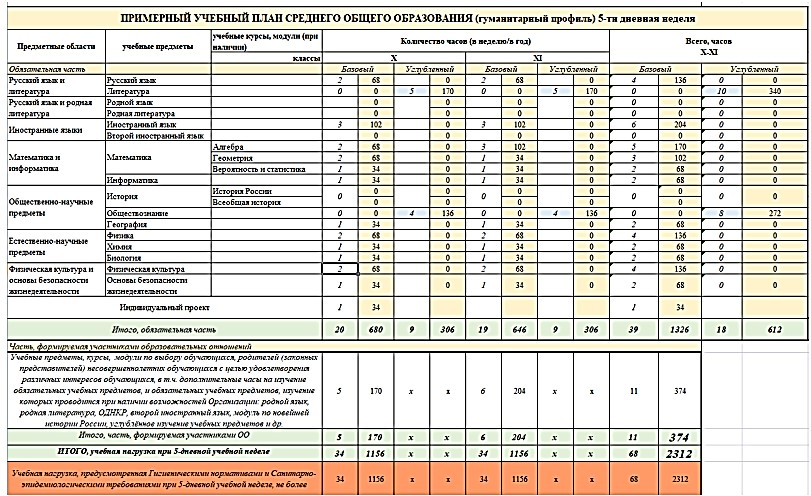 ПРИМЕРНЫЙ УЧЕБНЫЙ ПЛАН СРЕДНЕГО ОБЩЕГО ОБРАЗОВАНИЯ (гуманитарный профиль) 5-ти дневная неделя
Предметные области учебные предметы учебные курсы, модули (при наличии) Количество часов (в неделю/в год) Всего, часов X-XI
классы X XI
Обязательная часть Базовый Углубленный Базовый Углубленный Базовый Углубленный
Русский язык и литература Русский язык 2 68 0 2 68 0 4 136 0 0
Литература 0 0 5 170 0 0 5 170 0 0 10 340
Русский язык и родная литература Родной язык 0 0 0 0 0 0 0 0
Родная литература 0 0 0 0 0 0 0 0
Иностранные языки Иностранный язык 3 102 0 3 102 0 6 204 0 0
Второй иностранный язык 0 0 0 0 0 0 0 0
Математика и информатика Математика Алгебра 2 68 0 3 102 0 5 170 0 0
Геометрия 2 68 0 1 34 0 3 102 0 0
Вероятность и статистика 1 34 0 1 34 0 2 68 0 0
Информатика 1 34 0 1 34 0 2 68 0 0
Общественно-научные предметы История История России 0 0 0 0 0 0 0 0 0
Всеобщая история 0 0 0 0 0
Обществознание 0 0 4 136 0 0 4 136 0 0 8 272
География 1 34 0 1 34 0 2 68 0 0
Естественно-научные предметы Физика 2 68 0 2 68 0 4 136 0 0
Химия 1 34 0 1 34 0 2 68 0 0
Биология 1 34 0 1 34 0 2 68 0 0
Физическая культура и основы безопасности жизнедеятельности Физическая культура 2 68 0 2 68 0 4 136 0 0
Основы безопасности жизнедеятельности 1 34 0 1 34 0 2 68 0 0
Индивидуальный проект 1 34 1 34
Итого, обязательная часть 20 680 9 306 19 646 9 306 39 1326 18 612
Часть, формируемая участниками образовательных отношений
Учебные предметы, курсы, модули по выбору обучающихся, родителей (законных
представителей) несовершеннолетних обучающихся с целью удовлетворения
различных интересов обучающихся, в т.ч. дополнительные часы на изучение
обязательных учебных предметов, и обязательных учебных предметов, изучение
которых проводится при наличии возможностей Организации: родной язык,
родная литература, ОДНКР, второй иностранный язык, модуль по новейшей
истории России, углублённое изучение учебных предметов и др.
5 170 x x 6 204 x x 11 374
Итого, часть, формируемая участниками ОО 5 170 x x 6 204 x x 11 374
ИТОГО, учебная нагрузка при 5-дневной учебной неделе 34 1156 x x 34 1156 x x 68 2312
Учебная нагрузка, предусмотренная Гигиеническими нормативами и Санитарно-
эпидемиологическими требованиями при 5-дневной учебной неделе, не более 34 1156 x x 34 1156 x x 68 2312